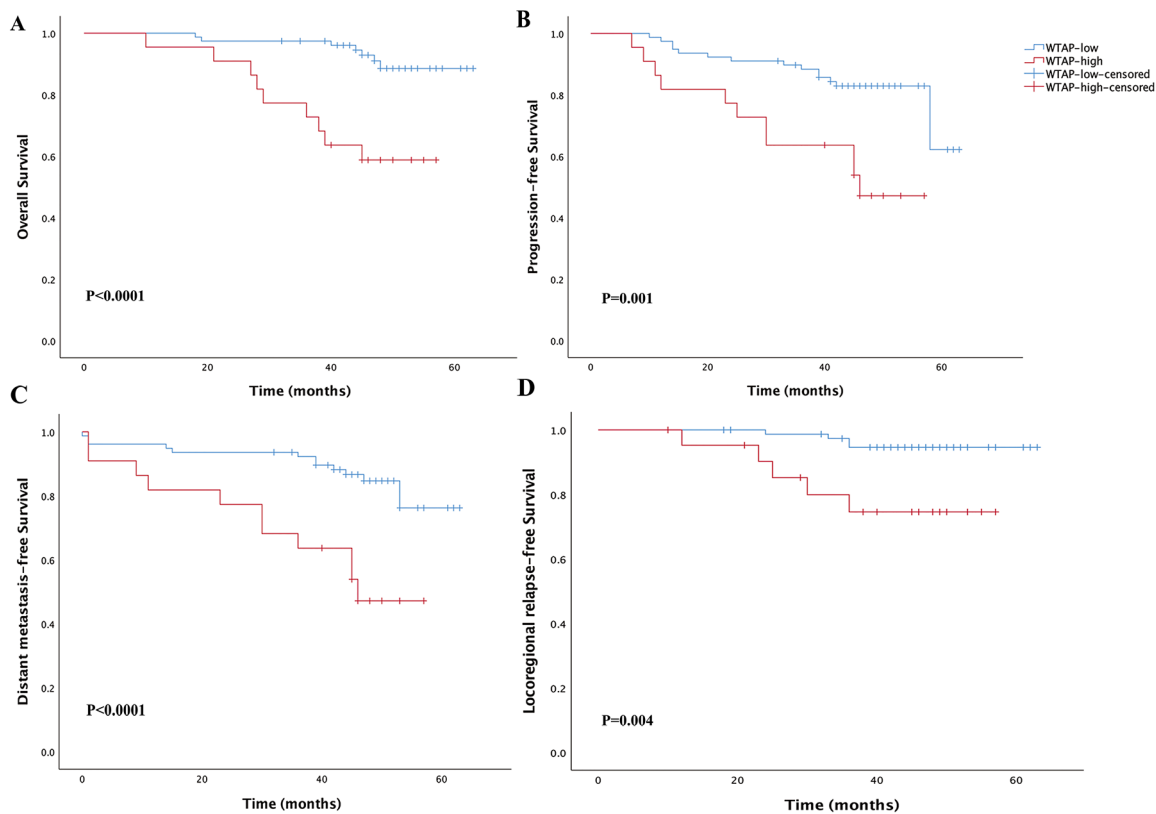 A
Overall Survival
1.0
0.8
0.6
0.4
0.2
0.0
P<0.0001
0 20 40 60
Time (months)
B
Progression-free Survival
1.0
0.8
0.6
0.4
0.2
0.0
P=0.001
0 20 40 60
Time (months)
WTAP-low
WTAP-high
WTAP-low-censored
WTAP-high-censored
C
Distant metastasis-free Survival
1.0
0.8
0.6
0.4
0.2
0.0
P<0.0001
0 20 40 60
Time (months)
D
Locoregional relapse-free Survival
1.0
0.8
0.6
0.4
0.2
0.0
P=0.004
0 20 40 60
Time (months)